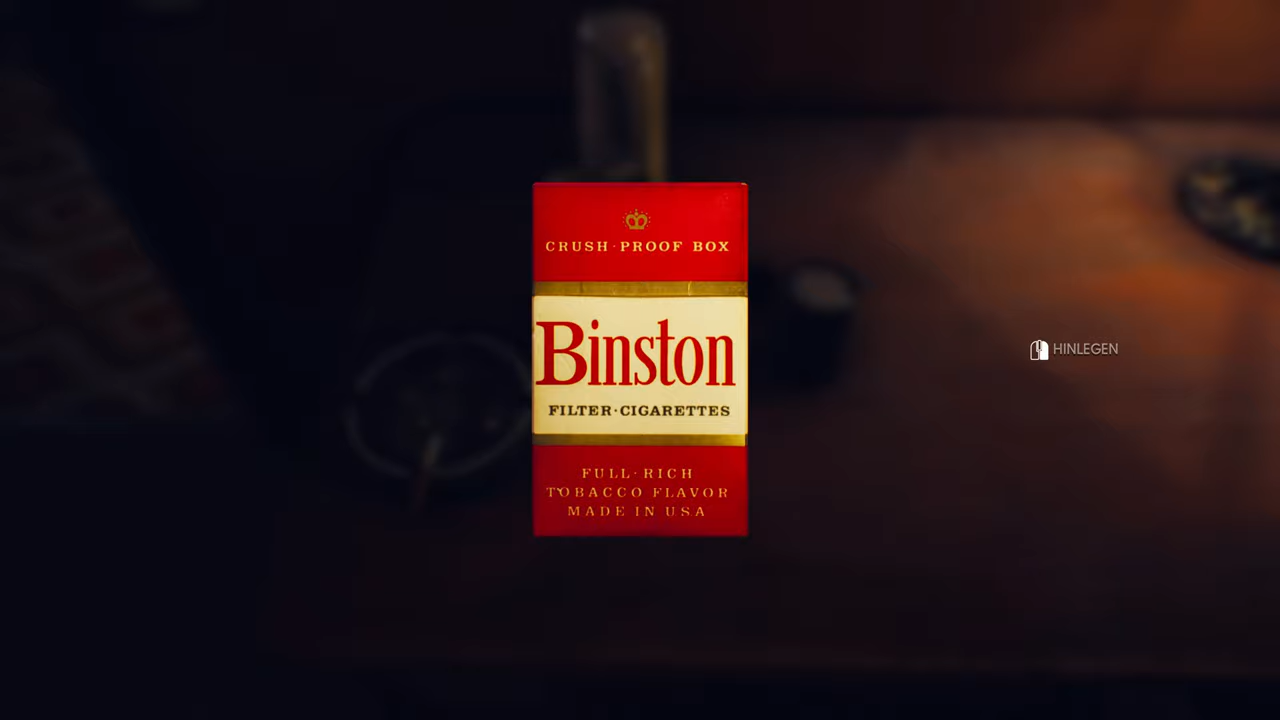 CRUSH·PROOF BOX
Binston
FILTER·CIGARETTES
FULL·RICH
TOBACCO FLAVOR
MADE IN USA
HINLEGEN